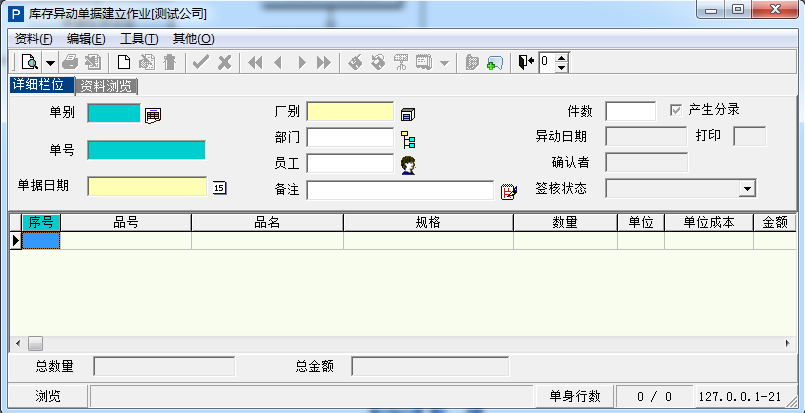 库存异动单据建立作业[测试公司]
资料(F) 编辑(E) 工具(T) 其他(O)
0
详细栏位 资料浏览
单别 厂别 件数 产生分录
部门 异动日期 打印
单号
员工 确认者
单据日期 15 备注 签核状态
序号 品号 品名 规格 数量 单位 单位成本 金额
总数量 总金额
浏览 单身行数 0 / 0 127.0.0.1-21